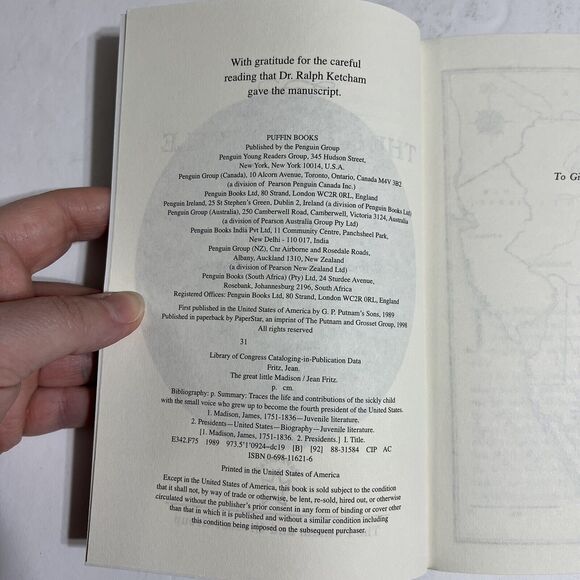 With gratitude for the careful
reading that Dr. Ralph Ketcham
gave the manuscript.
PUFFIN BOOKS
Published by the Penguin Group
Penguin Young Readers Group, 345 Hudson Street,
New York, New York 10014, U.S.A.
Penguin Group (Canada), 10 Alcorn Avenue, Toronto, Ontario, Canada M4V 3B2
(a division of Pearson Penguin Canada Inc.)
Penguin Books Ltd, 80 Strand, London WC2R 0RL, England
Penguin Ireland, 25 St Stephen's Green, Dublin 2, Ireland (a division of Penguin Books Ltd)
Penguin Group (Australia), 250 Camberwell Road, Camberwell, Victoria 3124, Australia
(a division of Pearson Australia Group Pty Ltd)
Penguin Books India Pvt Ltd, 11 Community Centre, Panchsheel Park,
New Delhi - 110 017, India
Penguin Group (NZ), Cnr Airborne and Rosedale Roads,
Albany, Auckland 1310, New Zealand
(a division of Pearson New Zealand Ltd)
Penguin Books (South Africa) (Pty) Ltd, 24 Sturdee Avenue,
Rosebank, Johannesburg 2196, South Africa
Registered Offices: Penguin Books Ltd, 80 Strand, London WC2R 0RL, England
First published in the United States of America by G. P. Putnam's Sons, 1989
Published in paperback by PaperStar, an imprint of The Putnam and Grosset Group, 1998
All rights reserved
31
Library of Congress Cataloging-in-Publication Data
Fritz, Jean.
The great little Madison / Jean Fritz.
p. cm.
Bibliography: p. Summary: Traces the life and contributions of the sickly child
with the small voice who grew up to become the fourth president of the United States.
1. Madison, James, 1751-1836—Juvenile literature.
2. Presidents—United States—Biography—Juvenile literature.
[1. Madison, James, 1751-1836. 2. Presidents.] I. Title.
E342.F75 1989 973.5'1'0924–dc19 [B] [92] 88-31584 CIP AC
ISBN 0-698-11621-6
Printed in the United States of America
Except in the United States of America, this book is sold subject to the condition
that it shall not, by way of trade or otherwise, be lent, re-sold, hired out, or otherwise
circulated without the publisher's prior consent in any form of binding or cover other
than that in which it is published and without a similar condition including
this condition being imposed on the subsequent purchaser.
To Gi